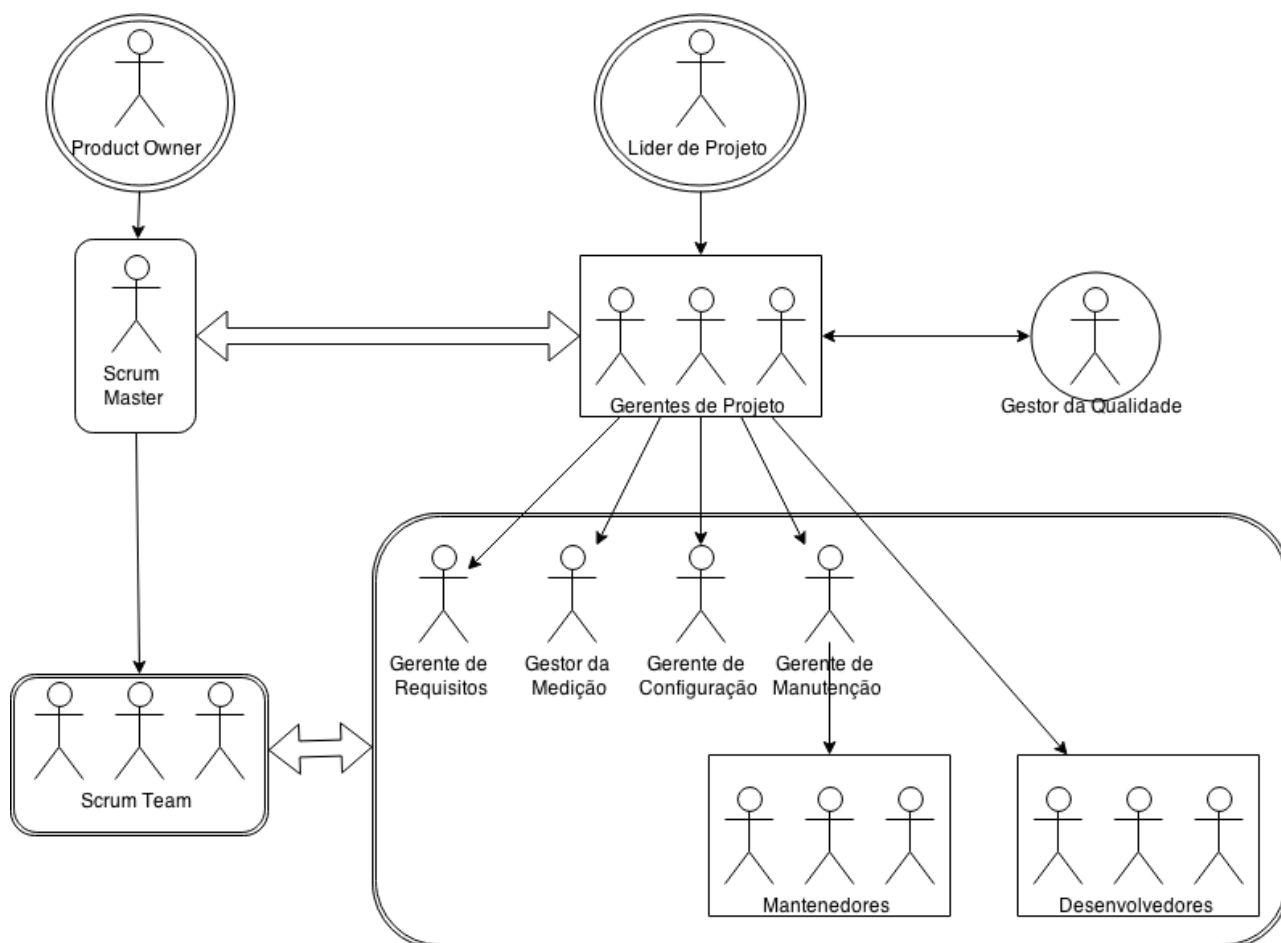 Product Owner
Lider de Projeto
Scrum
Master
Gerentes de Projeto
Gestor da Qualidade
Gerente de
Requisitos
Gestor da
Medição
Gerente de
Configuração
Gerente de
Manutenção
Scrum Team
Mantenedores
Desenvolvedores